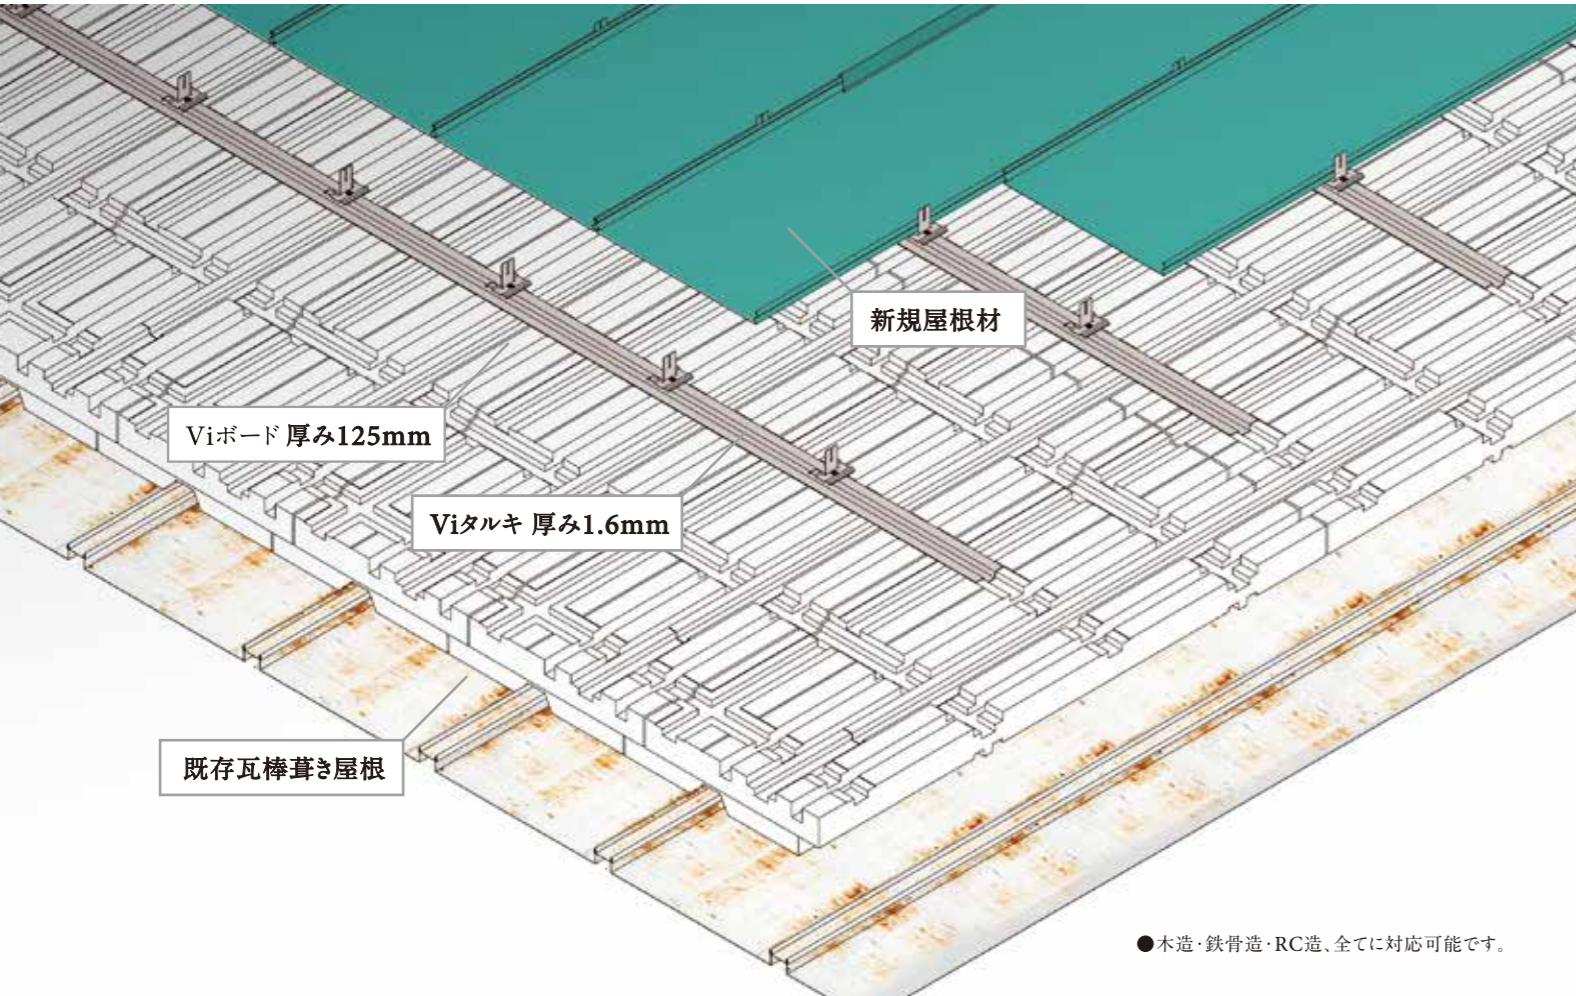 新規屋根材
Viボード 厚み125mm
Viタルキ 厚み1.6mm
既存瓦棒葺き屋根
●木造・鉄骨造・RC造、全てに対応可能です。